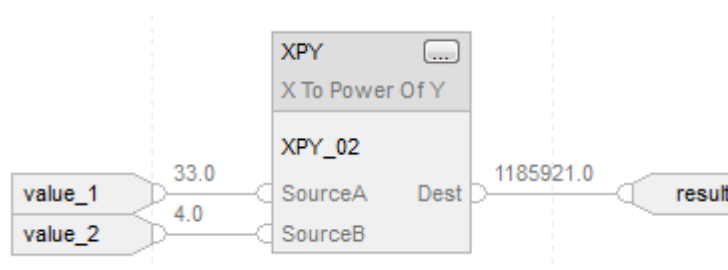 XPY ...
X To Power Of Y
XPY_02
33.0
1185921.0
value_1
SourceA
Dest
result
4.0
value_2
SourceB